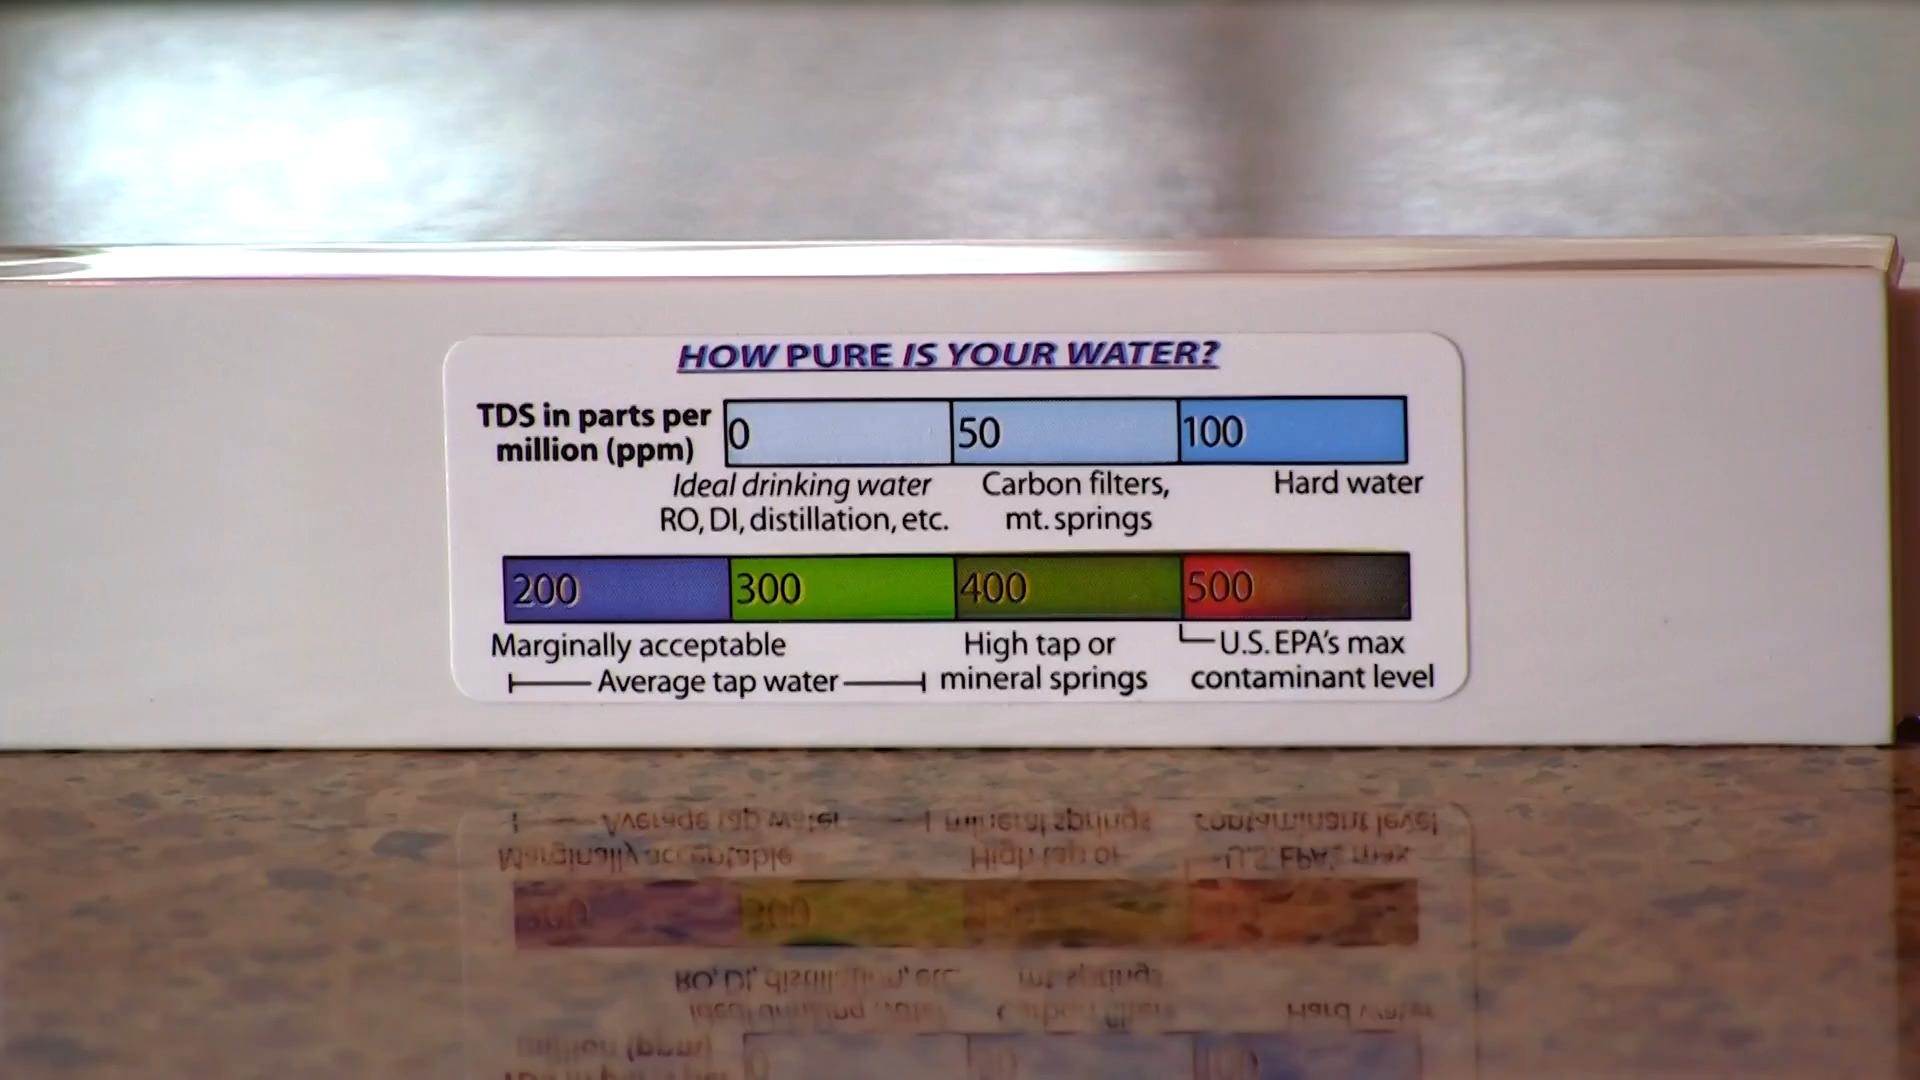 HOW PURE IS YOUR WATER?
TDS in parts per
million (ppm)
0 50 100
Ideal drinking water Carbon filters, Hard water
RO, DI, distillation, etc. mt. springs
200 300 400 500
Marginally acceptable High tap or U.S. EPA's max
Average tap water mineral springs contaminant level